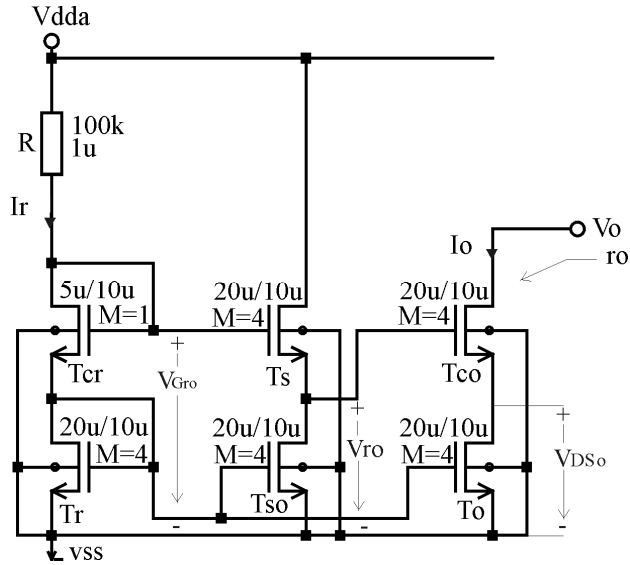 Vdda
R
100k
1u
Ir
Io
Vo
ro
5u/10u
M=1
20u/10u
M=4
20u/10u
M=4
Tcr
+
VGro
Ts
Tco
20u/10u
M=4
20u/10u
M=4
+
Vro
20u/10u
M=4
+
VDSo
Tr
-
Tso
-
To
-
vss